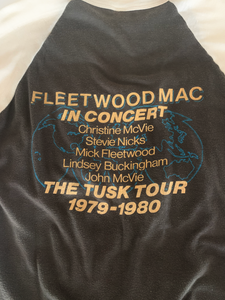 FLEETWOOD MAC
IN CONCERT
Christine McVie
Stevie Nicks
Mick Fleetwood
Lindsey Buckingham
John McVie
THE TUSK TOUR
1979-1980